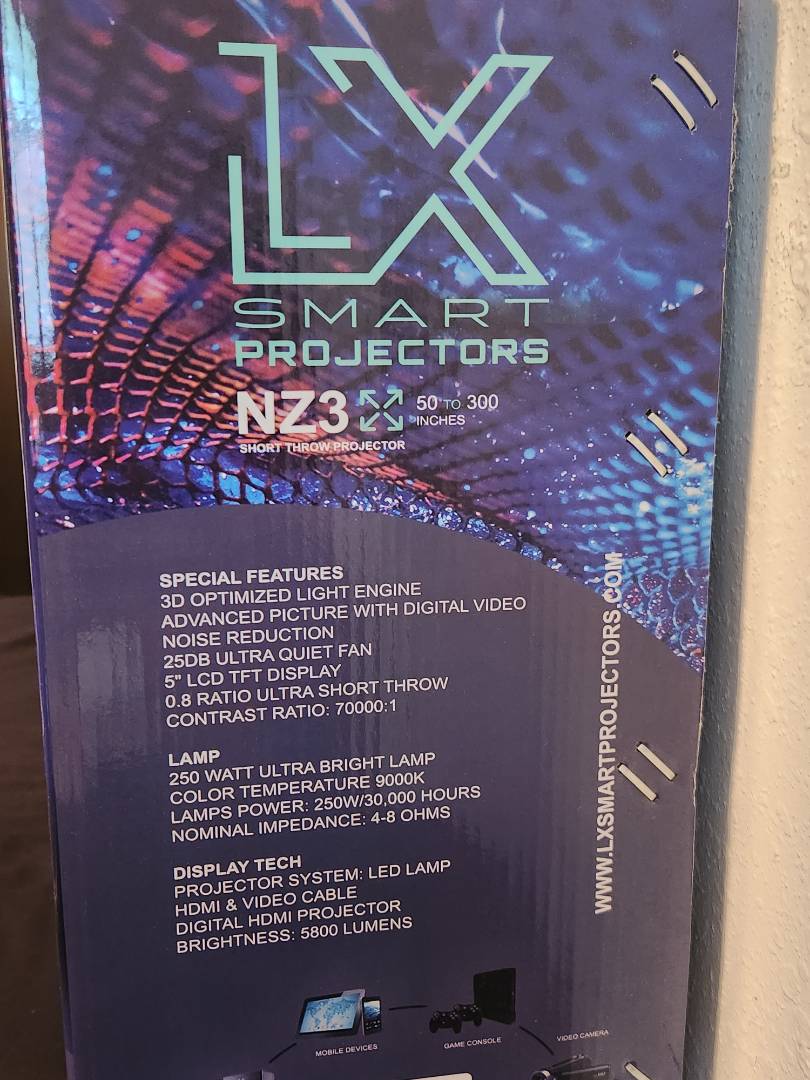 LX
SMART
PROJECTORS
NZ3
50 TO 300
INCHES
SHORT THROW PROJECTOR
SPECIAL FEATURES
3D OPTIMIZED LIGHT ENGINE
ADVANCED PICTURE WITH DIGITAL VIDEO
NOISE REDUCTION
25DB ULTRA QUIET FAN
5" LCD TFT DISPLAY
0.8 RATIO ULTRA SHORT THROW
CONTRAST RATIO: 70000:1
LAMP
250 WATT ULTRA BRIGHT LAMP
COLOR TEMPERATURE 9000K
LAMPS POWER: 250W/30,000 HOURS
NOMINAL IMPEDANCE: 4-8 OHMS
DISPLAY TECH
PROJECTOR SYSTEM: LED LAMP
HDMI & VIDEO CABLE
DIGITAL HDMI PROJECTOR
BRIGHTNESS: 5800 LUMENS
WWW.LXSMARTPROJECTORS.COM
MOBILE DEVICES
GAME CONSOLE
VIDEO CAMERA